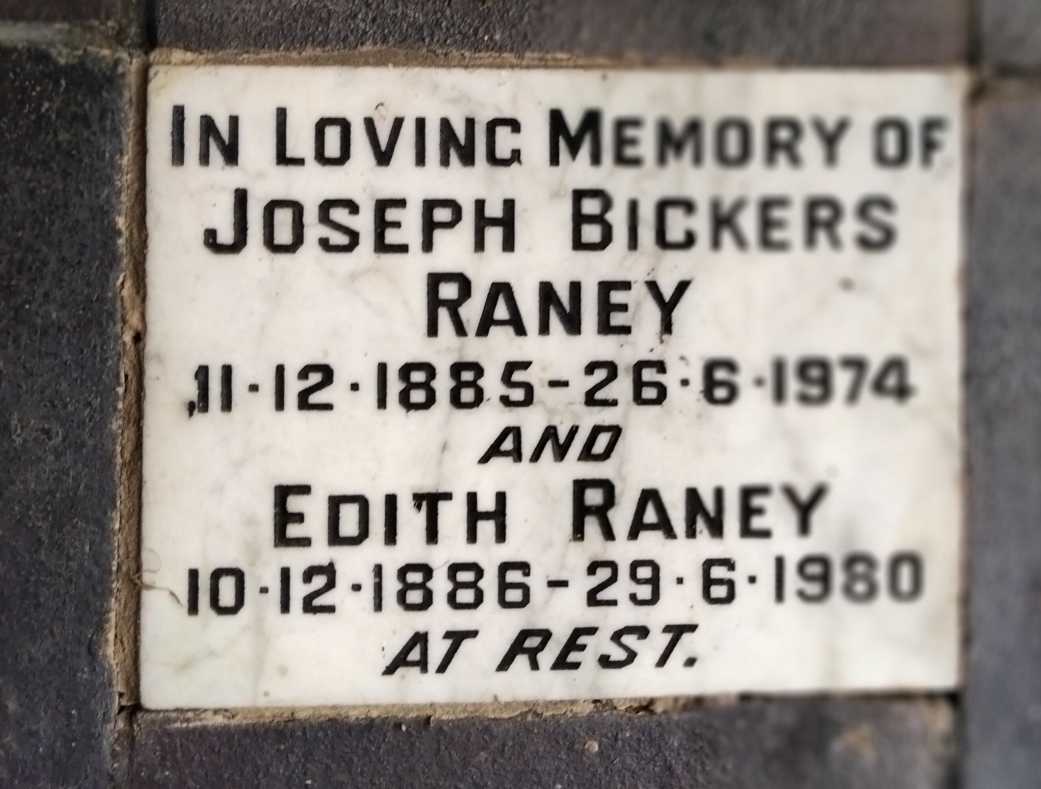 IN LOVING MEMORY OF
JOSEPH BICKERS
RANEY
11·12·1885-26·6·1974
AND
EDITH RANEY
10·12·1886-29·6·1980
AT REST.